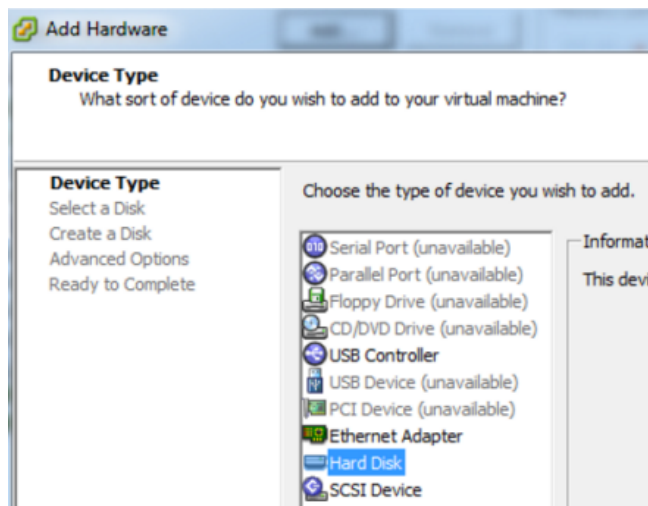 Add Hardware
Device Type
What sort of device do you wish to add to your virtual machine?
Device Type
Select a Disk
Create a Disk
Advanced Options
Ready to Complete
Choose the type of device you wish to add.
Serial Port (unavailable)
Parallel Port (unavailable)
Floppy Drive (unavailable)
CD/DVD Drive (unavailable)
USB Controller
USB Device (unavailable)
PCI Device (unavailable)
Ethernet Adapter
Hard Disk
SCSI Device
Informat
This devi